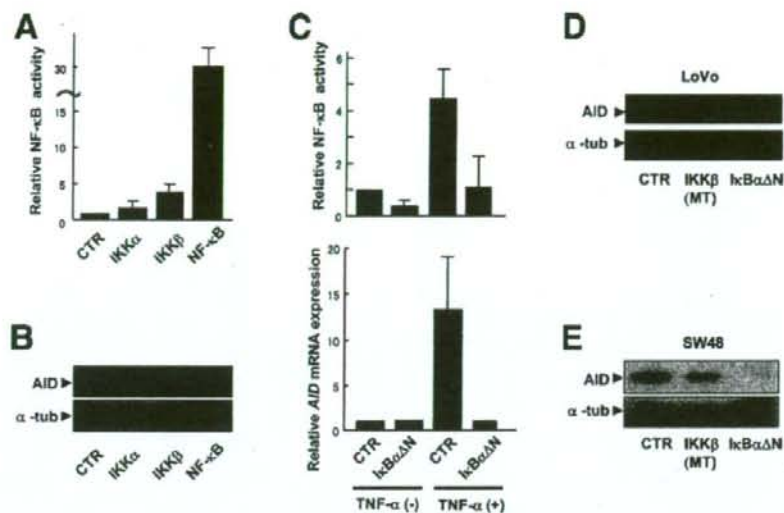 A
Relative NF-κB activity
30
15
10
5
0
CTR
IKKα
IKKβ
NF-κB
B
AID
α -tub
CTR
IKKα
IKKβ
NF-κB
C
Relative NF-κB activity
6
4
2
0
Relative AID mRNA expression
20
15
10
5
0
CTR
IκBαΔN
CTR
IκBαΔN
TNF-α (-)
TNF-α (+)
D
LoVo
AID
α -tub
CTR
IKKβ
(MT)
IκBαΔN
E
SW48
AID
α -tub
CTR
IKKβ
(MT)
IκBαΔN